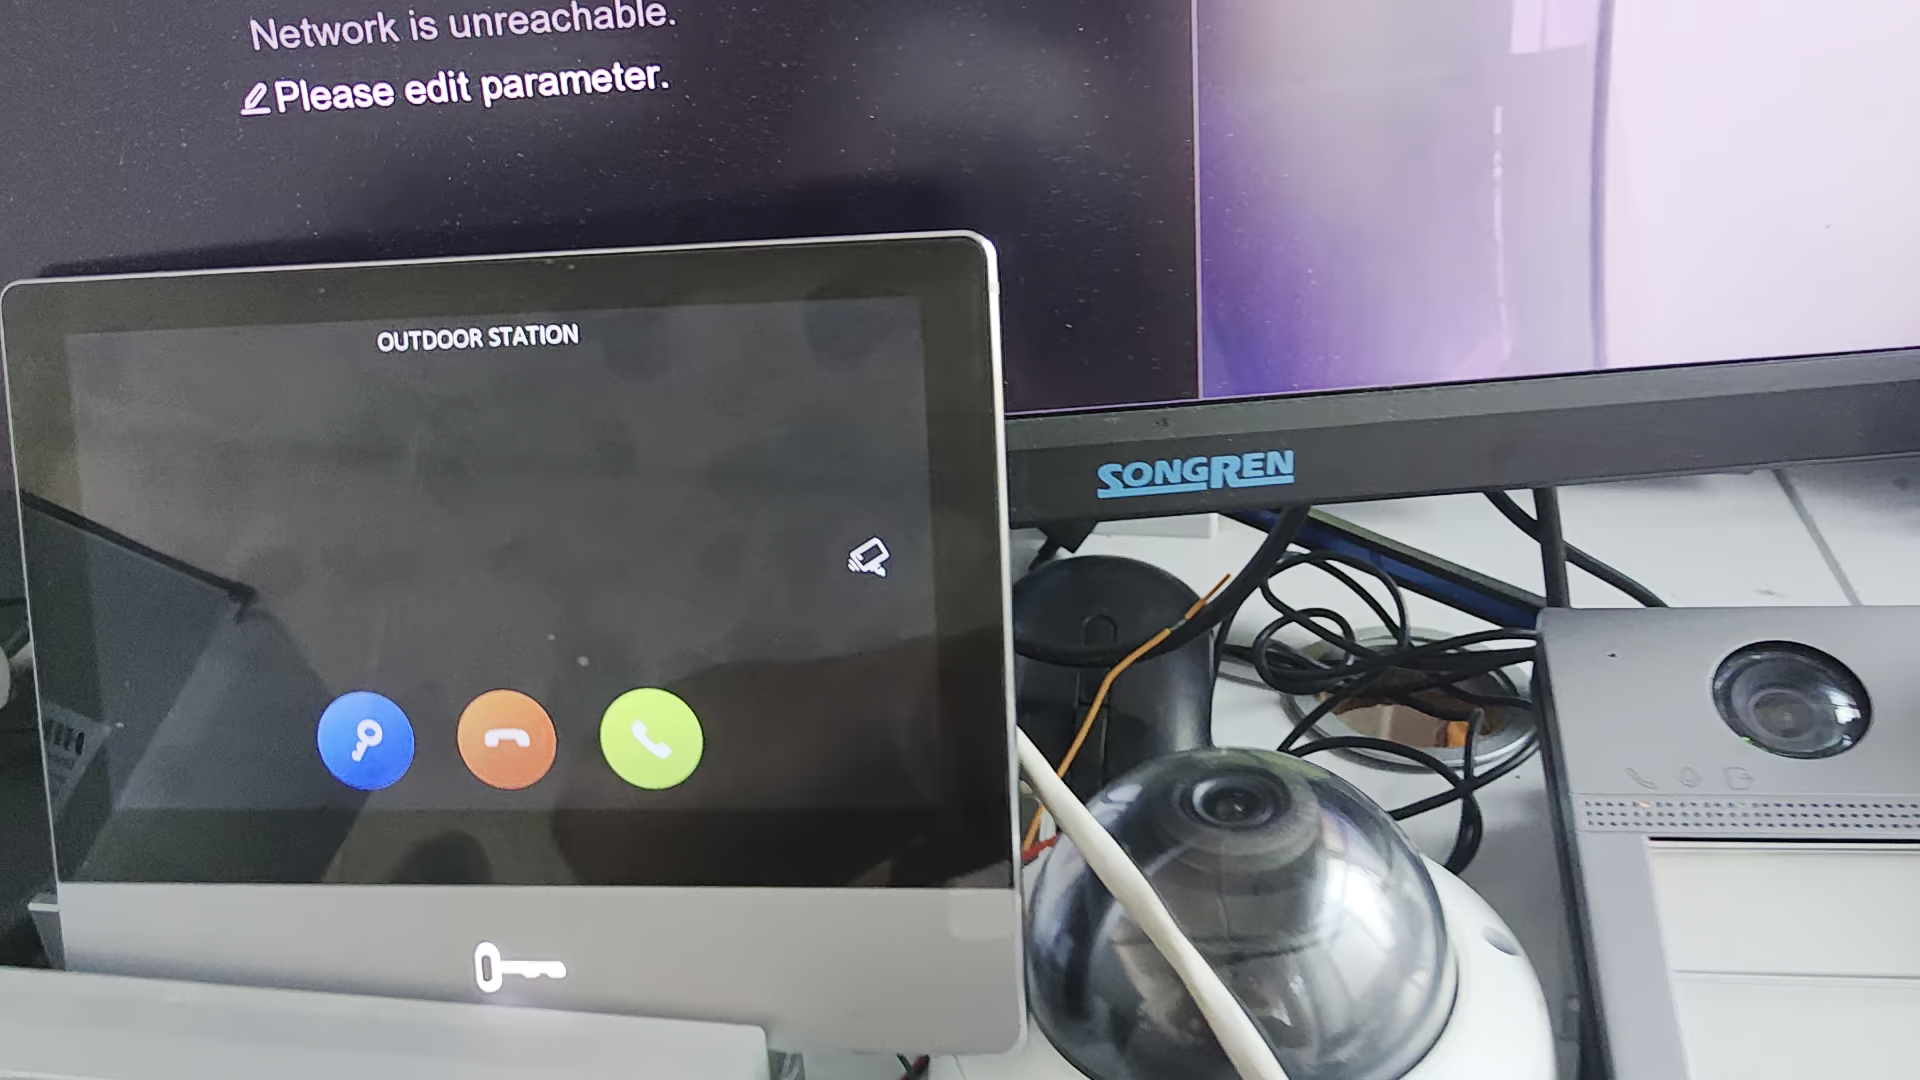 Network is unreachable.
Please edit parameter.
OUTDOOR STATION
SONGREN